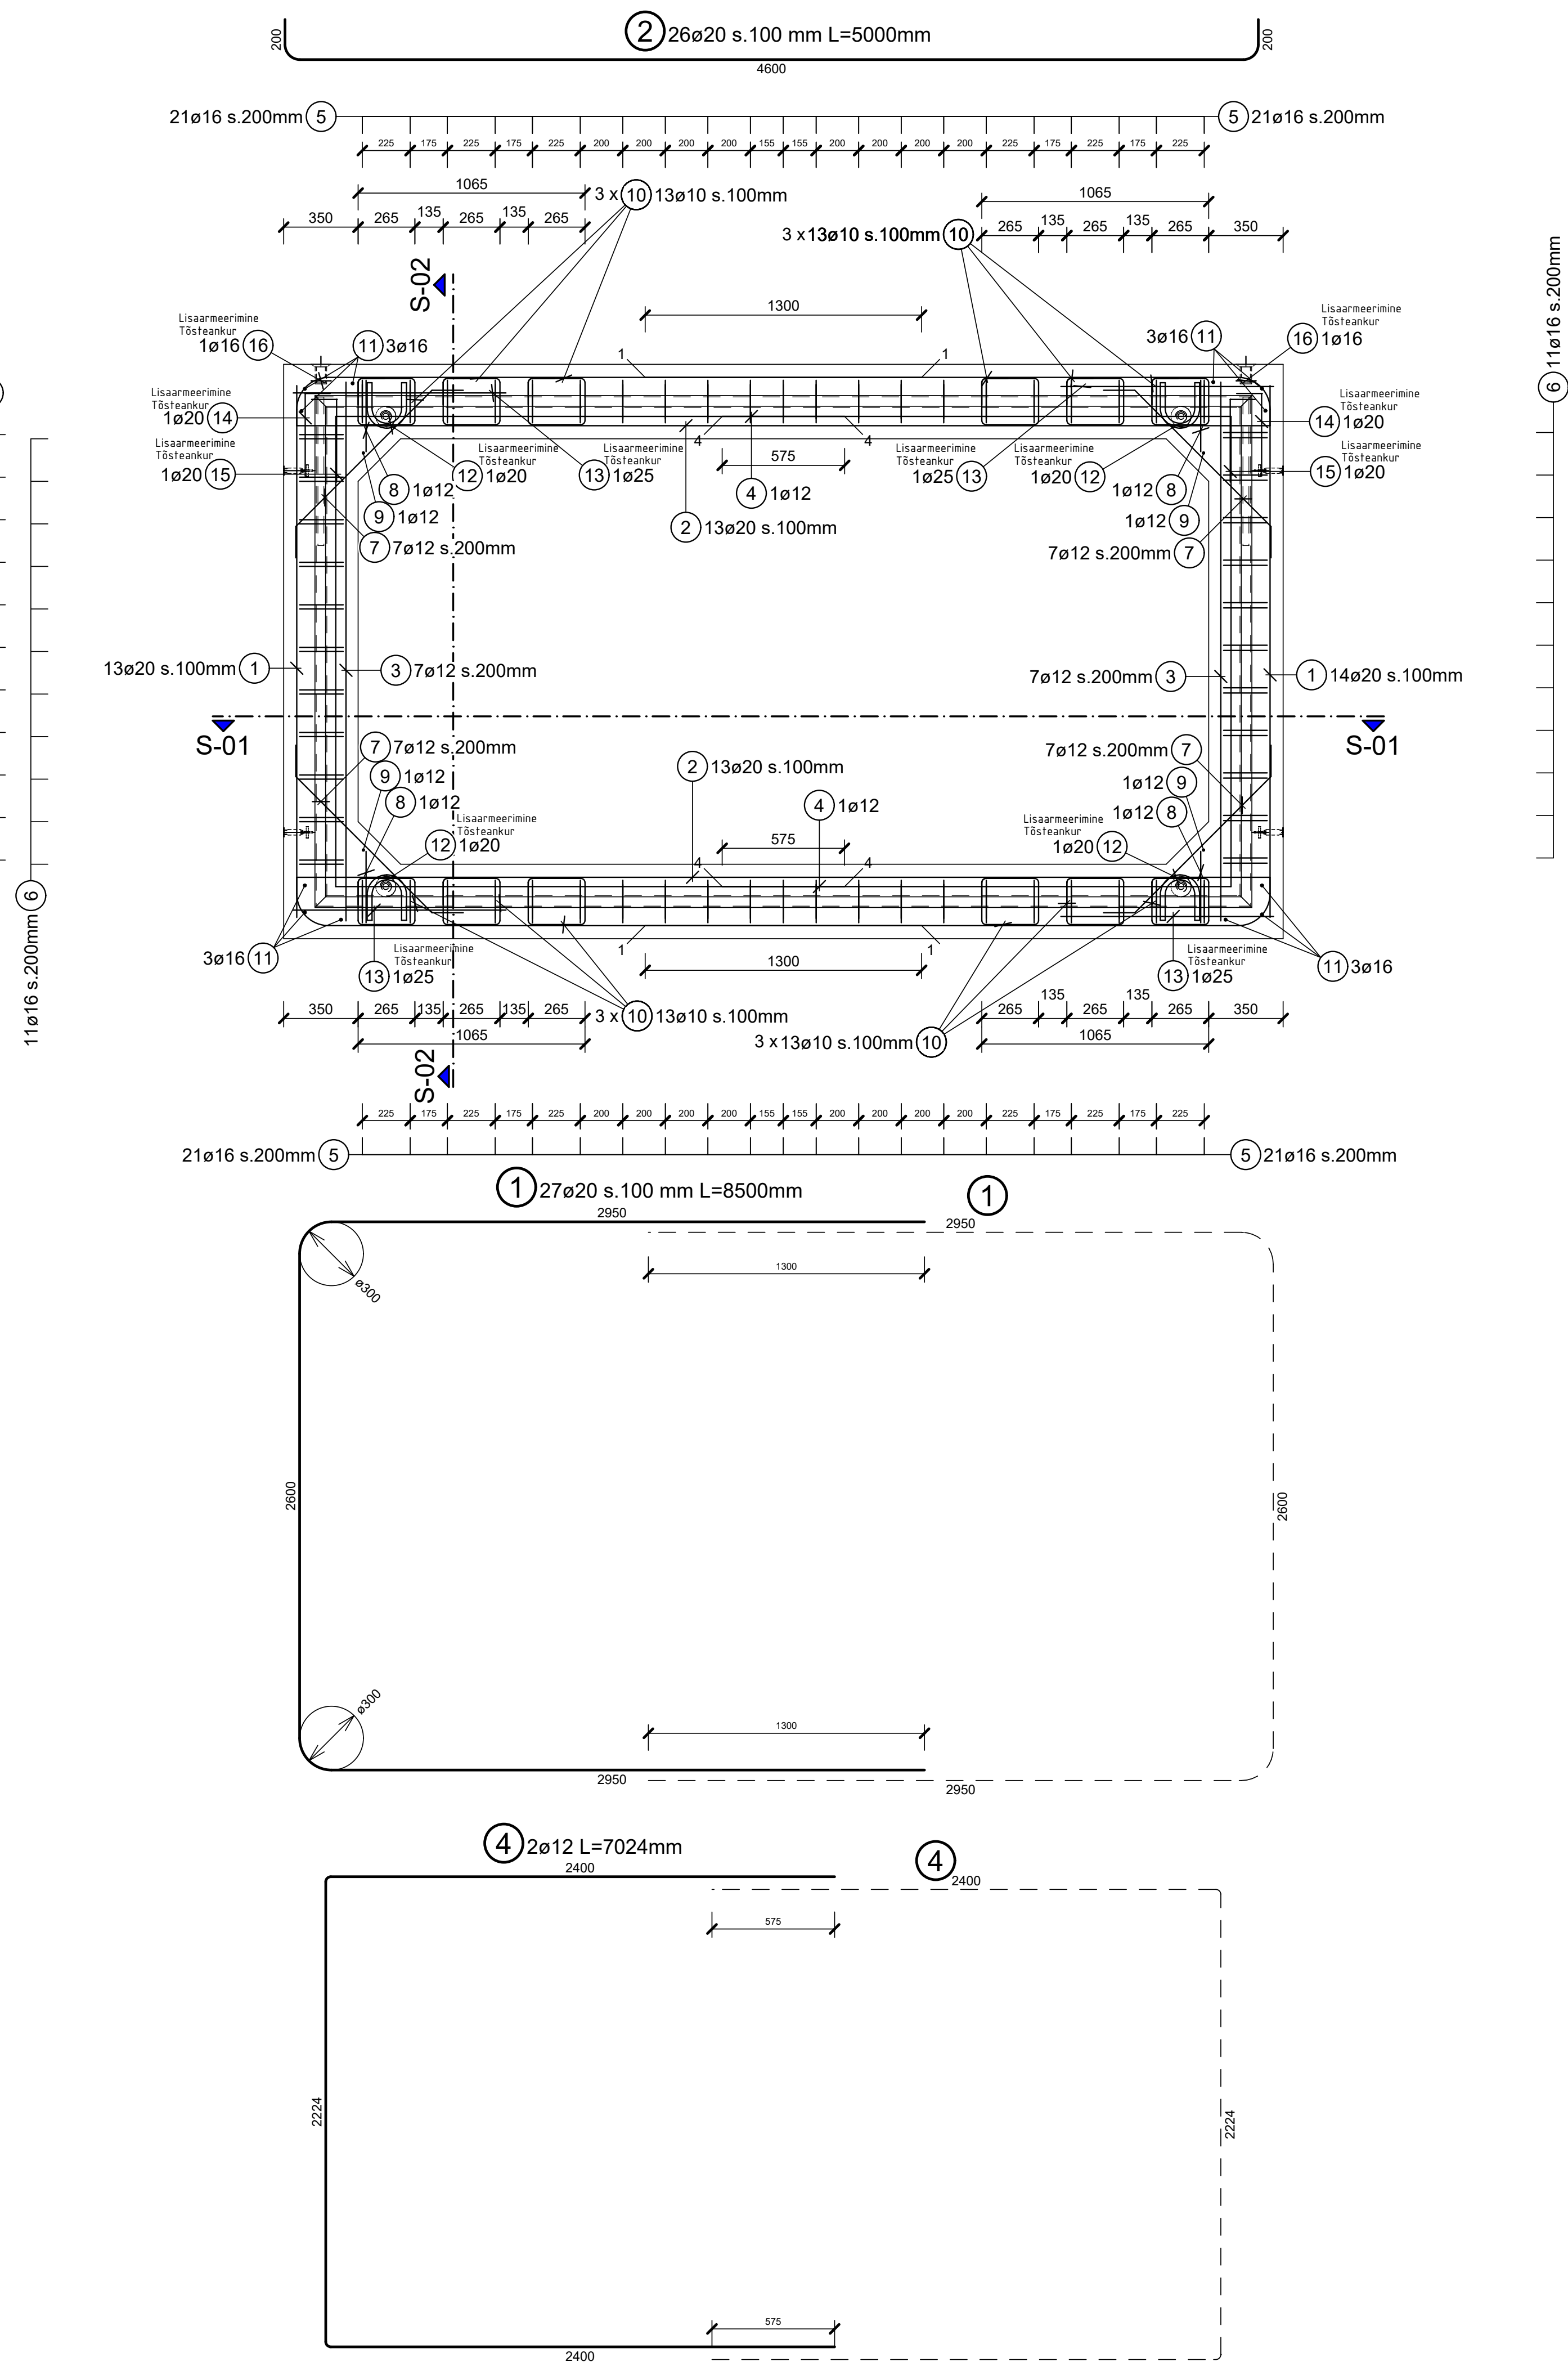 200
2 26ø20 s.100 mm L=5000mm
200
4600
21ø16 s.200mm 5
5 21ø16 s.200mm
225 175 225 175 225 200 200 200 200 155 155 200 200 200 200 225 175 225 175 225
1065
3 x 10 13ø10 s.100mm
1065
350 265 135 265 135 265
3 x 13ø10 s.100mm 10
265 135 265 135 265 350
S-02
1300
6 11ø16 s.200mm
Lisaarmeerimine
Tõsteankur
1ø16 16
11 3ø16
1
1
3ø16 11
Lisaarmeerimine
Tõsteankur
16 1ø16
Lisaarmeerimine
Tõsteankur
1ø20 14
Lisaarmeerimine
Tõsteankur
14 1ø20
Lisaarmeerimine
Tõsteankur
1ø20 15
Lisaarmeerimine
Tõsteankur
12 1ø20
Lisaarmeerimine
Tõsteankur
13 1ø25
4
4
575
Lisaarmeerimine
Tõsteankur
1ø25 13
Lisaarmeerimine
Tõsteankur
1ø20 12
Lisaarmeerimine
Tõsteankur
15 1ø20
8 1ø12
4 1ø12
1ø12 8
9 1ø12
2 13ø20 s.100mm
1ø12 9
7 7ø12 s.200mm
7ø12 s.200mm 7
13ø20 s.100mm 1
3 7ø12 s.200mm
7ø12 s.200mm 3
1 14ø20 s.100mm
S-01
S-01
7 7ø12 s.200mm
7ø12 s.200mm 7
9 1ø12
2 13ø20 s.100mm
1ø12 9
8 1ø12
4 1ø12
1ø12 8
Lisaarmeerimine
Tõsteankur
12 1ø20
575
Lisaarmeerimine
Tõsteankur
1ø20 12
4
4
11ø16 s.200mm 6
3ø16 11
Lisaarmeerimine
Tõsteankur
13 1ø25
1
1
1300
Lisaarmeerimine
Tõsteankur
13 1ø25
11 3ø16
350 265 135 265 135 265
3 x 10 13ø10 s.100mm
265 135 265 135 265 350
1065
3 x 13ø10 s.100mm 10
1065
S-02
225 175 225 175 225 200 200 200 200 155 155 200 200 200 200 225 175 225 175 225
21ø16 s.200mm 5
5 21ø16 s.200mm
1 27ø20 s.100 mm L=8500mm
1
2950
2950
ø300
1300
2600
2600
ø300
1300
2950
2950
4 2ø12 L=7024mm
4
2400
2400
575
2224
2224
575
2400